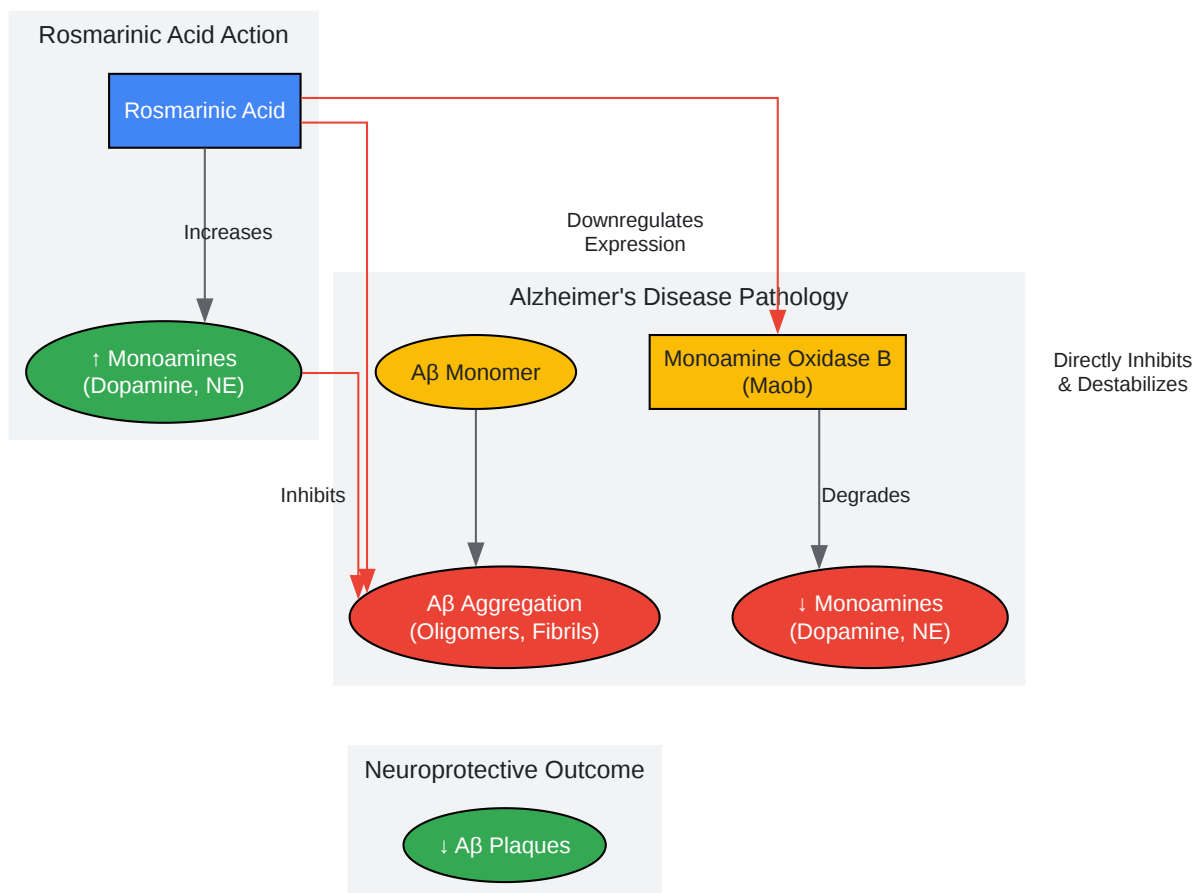 Rosmarinic Acid Action
Rosmarinic Acid
Increases
↑ Monoamines
(Dopamine, NE)
Downregulates
Expression
Alzheimer's Disease Pathology
Aβ Monomer
Monoamine Oxidase B
(Maob)
Directly Inhibits
& Destabilizes
Inhibits
Degrades
Aβ Aggregation
(Oligomers, Fibrils)
↓ Monoamines
(Dopamine, NE)
Neuroprotective Outcome
↓ Aβ Plaques